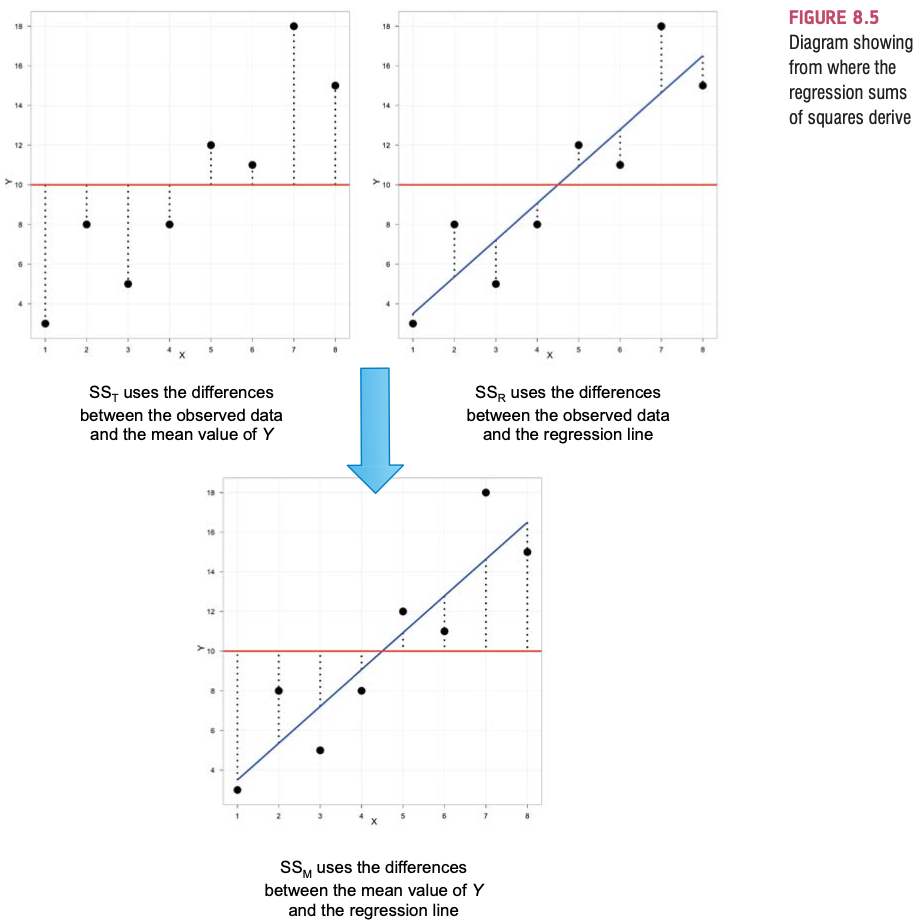 FIGURE 8.5
Diagram showing
from where the
regression sums
of squares derive
18
16
14
12
10
8
6
4
Y
1 2 3 4 5 6 7 8
X
18
16
14
12
10
8
6
4
Y
1 2 3 4 5 6 7 8
X
SST uses the differences
between the observed data
and the mean value of Y
SSR uses the differences
between the observed data
and the regression line
18
16
14
12
10
8
6
4
Y
1 2 3 4 5 6 7 8
X
SSM uses the differences
between the mean value of Y
and the regression line